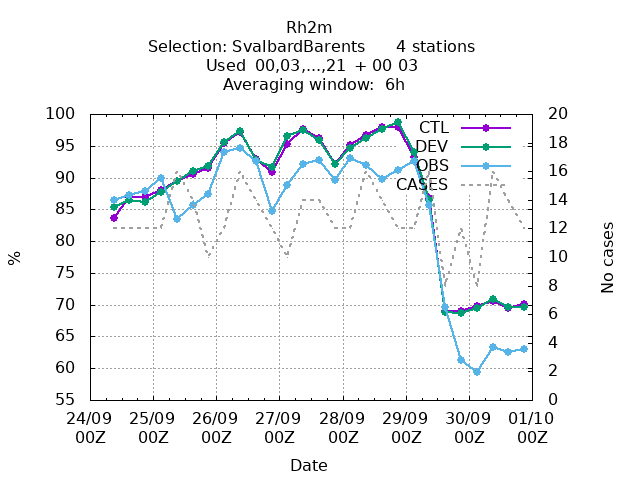 Rh2m
Selection: SvalbardBarents 4 stations
Used 00,03,...,21 + 00 03
Averaging window: 6h
100 20
95 18
90 16
85 14
80 12
75 10
70 8
65 6
60 4
55 2
0
CTL
DEV
OBS
CASES
%
No cases
24/09 25/09 26/09 27/09 28/09 29/09 30/09 01/10
00Z 00Z 00Z 00Z 00Z 00Z 00Z 00Z
Date